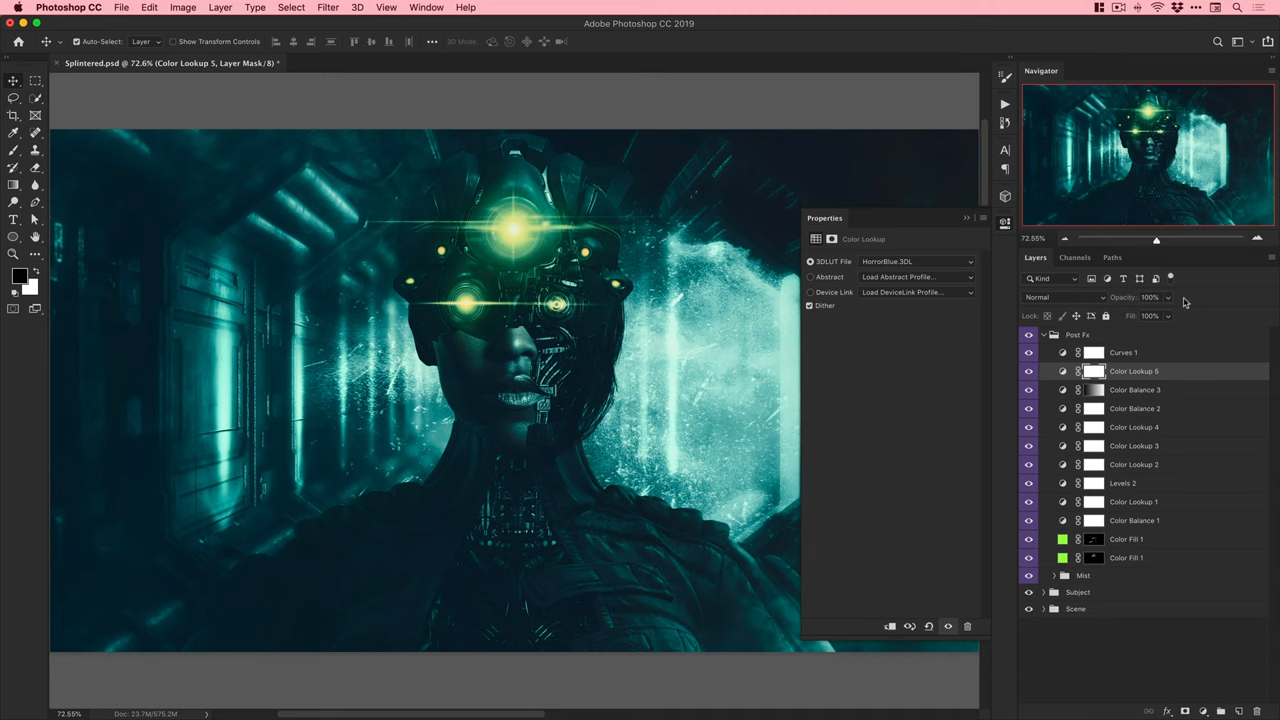 Photoshop CC File Edit Image Layer Type Select Filter 3D View Window Help
Adobe Photoshop CC 2019
Auto-Select: Layer Show Transform Controls 3D Mode:
Splintered.psd @ 72.6% (Color Lookup 5, Layer Mask/8) *
Navigator
72.55%
Properties
Color Lookup
3DLUT File HorrorBlue.3DL
Abstract Load Abstract Profile...
Device Link Load DeviceLink Profile...
Dither
Layers Channels Paths
Kind
Normal Opacity: 100%
Lock: Fill: 100%
Post Fx
Curves 1
Color Lookup 5
Color Balance 3
Color Balance 2
Color Lookup 4
Color Lookup 3
Color Lookup 2
Levels 2
Color Lookup 1
Color Balance 1
Color Fill 1
Color Fill 1
Mist
Subject
Scene
72.55% Doc: 23.7M/575.2M